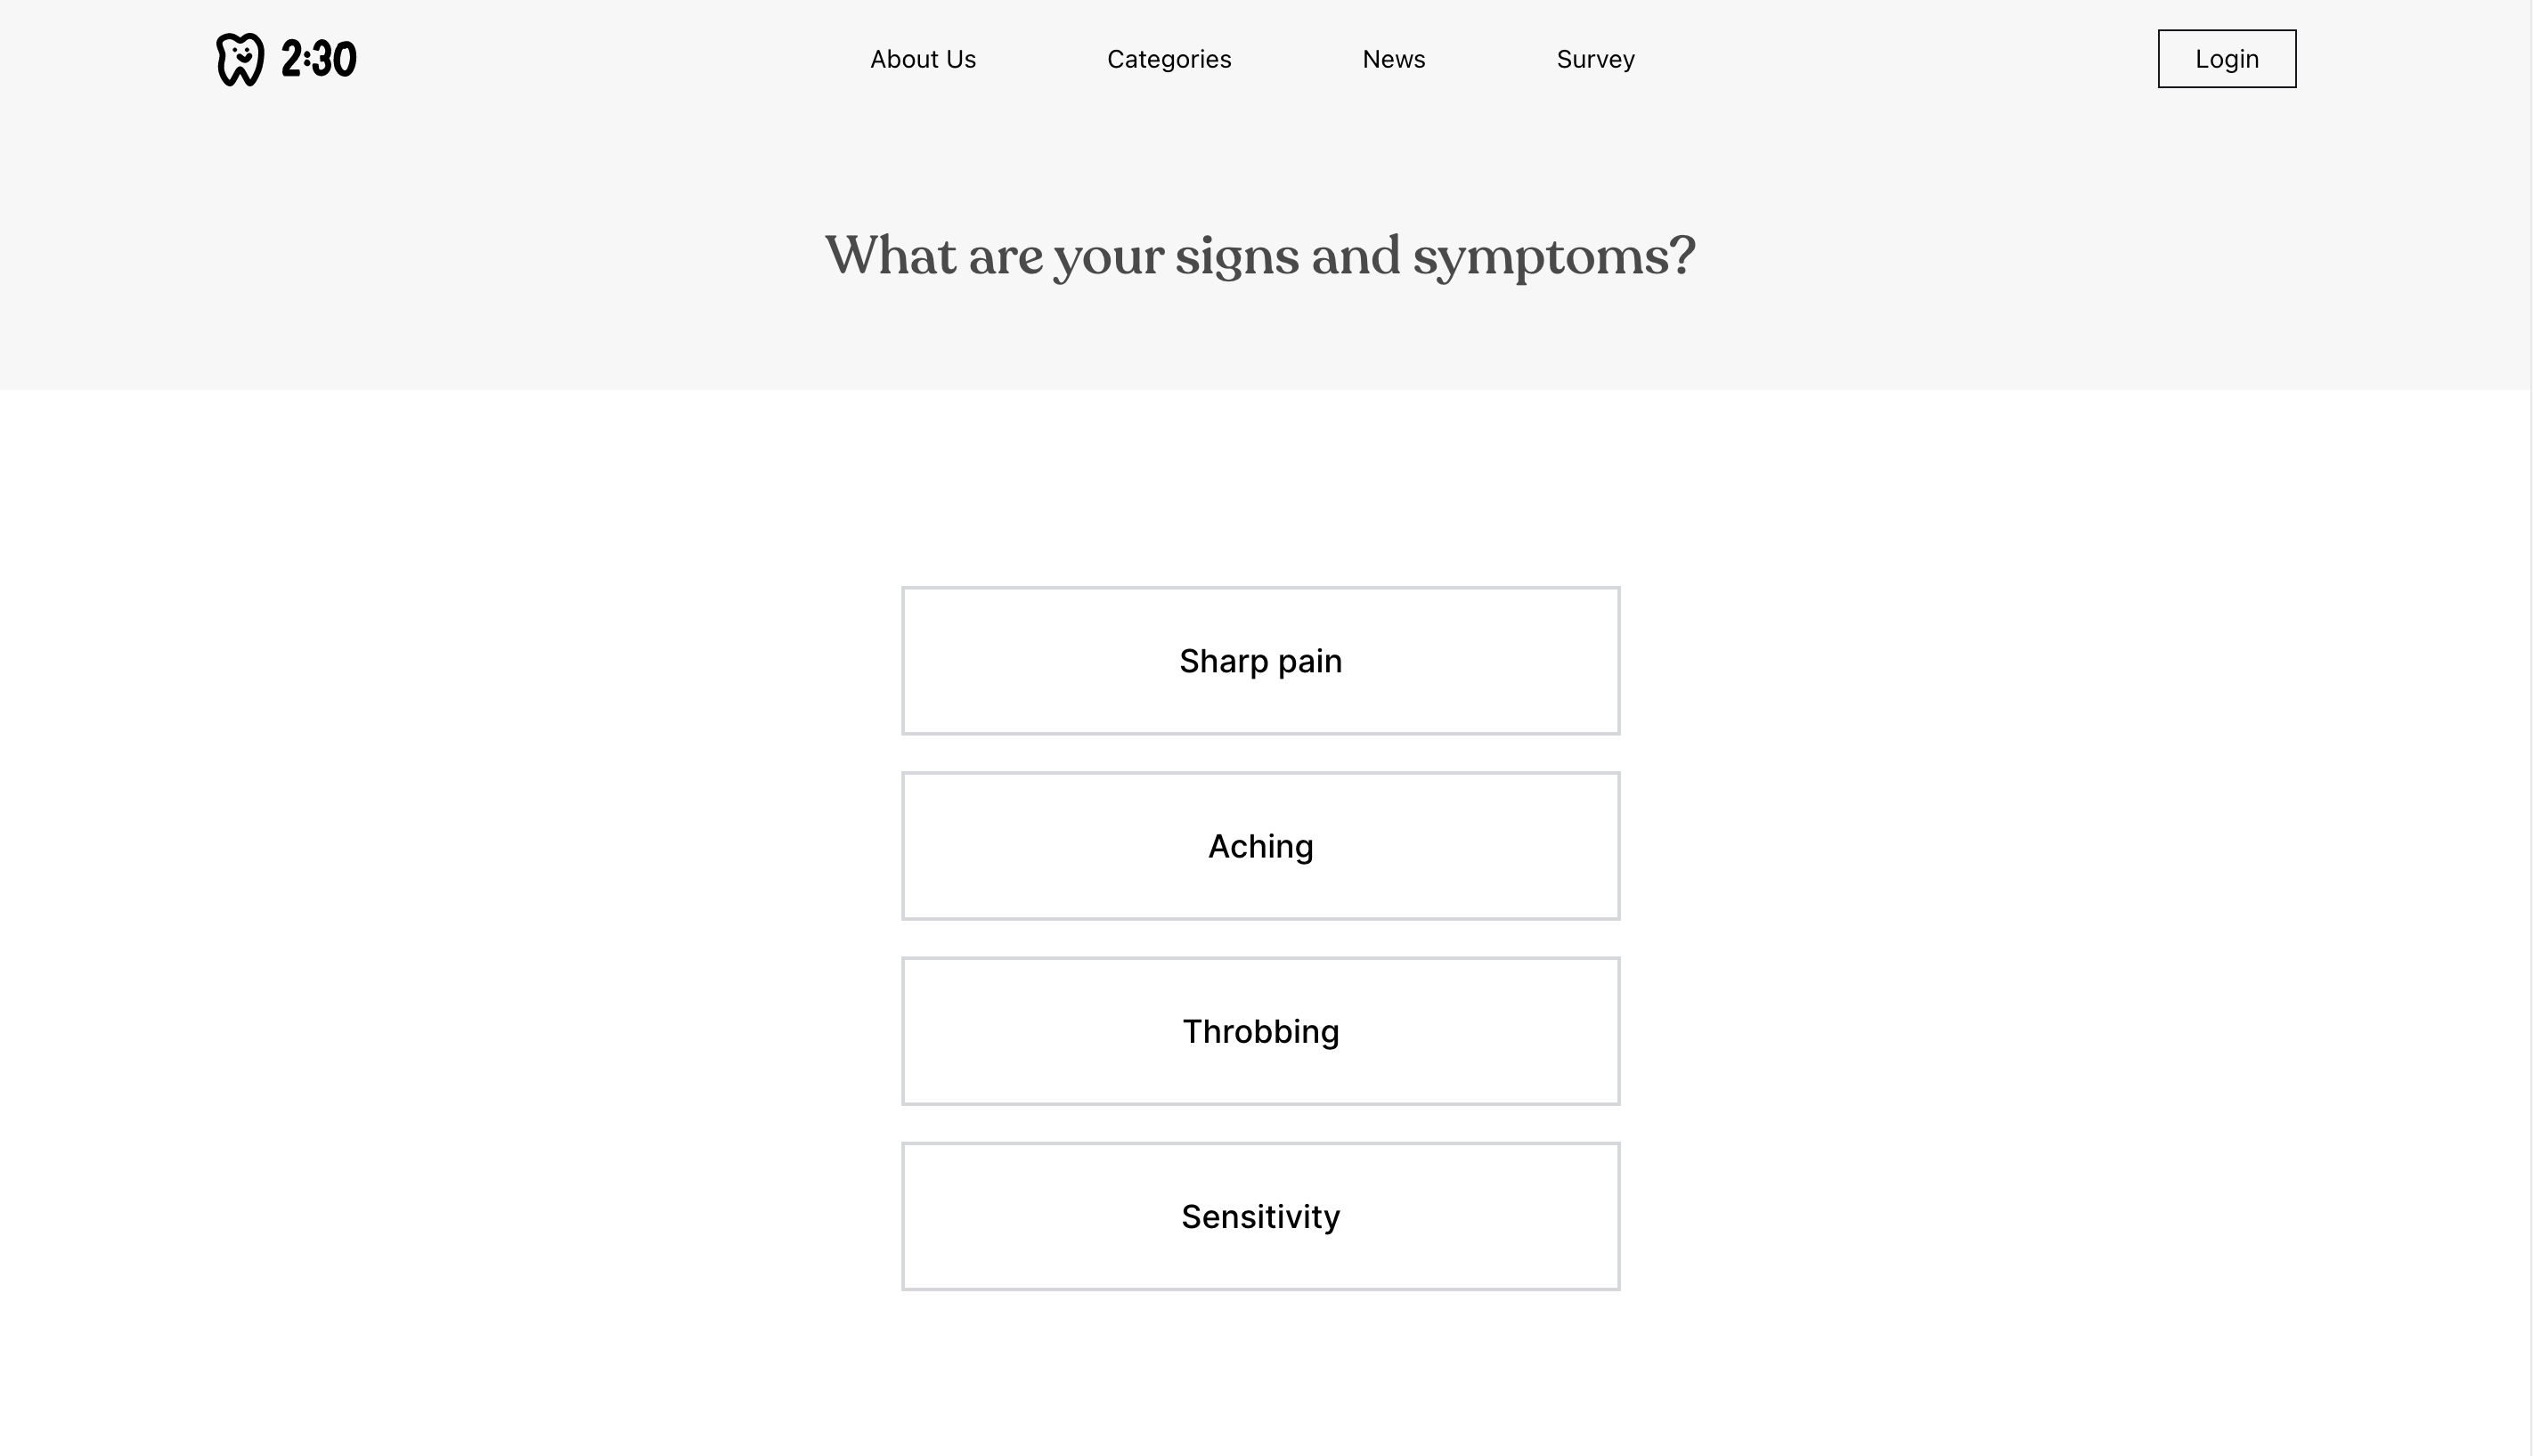 2:30
About Us
Categories
News
Survey
Login
What are your signs and symptoms?
Sharp pain
Aching
Throbbing
Sensitivity